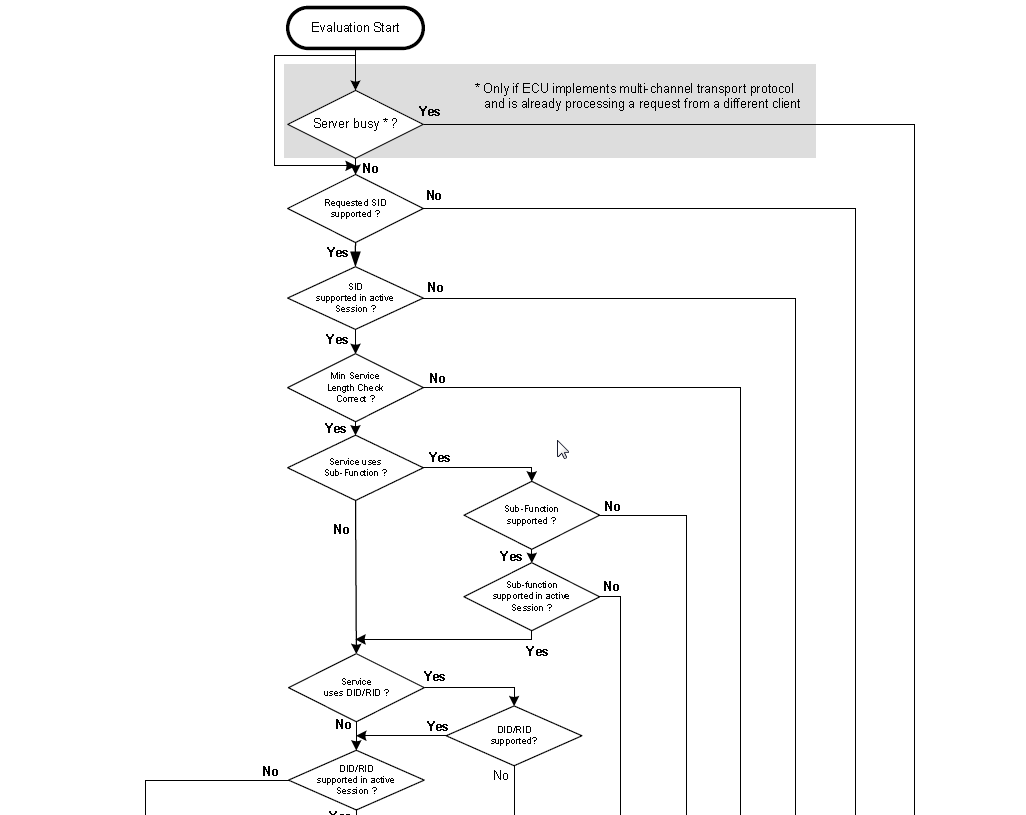 Evaluation Start
* Only if ECU implements multi-channel transport protocol
and is already processing a request from a different client
Yes
Server busy * ?
No
No
Requested SID
supported ?
Yes
No
SID
supported in active
Session ?
Yes
No
Min Service
Length Check
Correct ?
Yes
Yes
Service uses
Sub-Function ?
No
Sub-Function
supported ?
No
Yes
No
Sub-function
supported in active
Session ?
Yes
Yes
Service
uses DID/RID ?
No
Yes
DID/RID
supported?
No
No
DID/RID
supported in active
Session ?
Yes